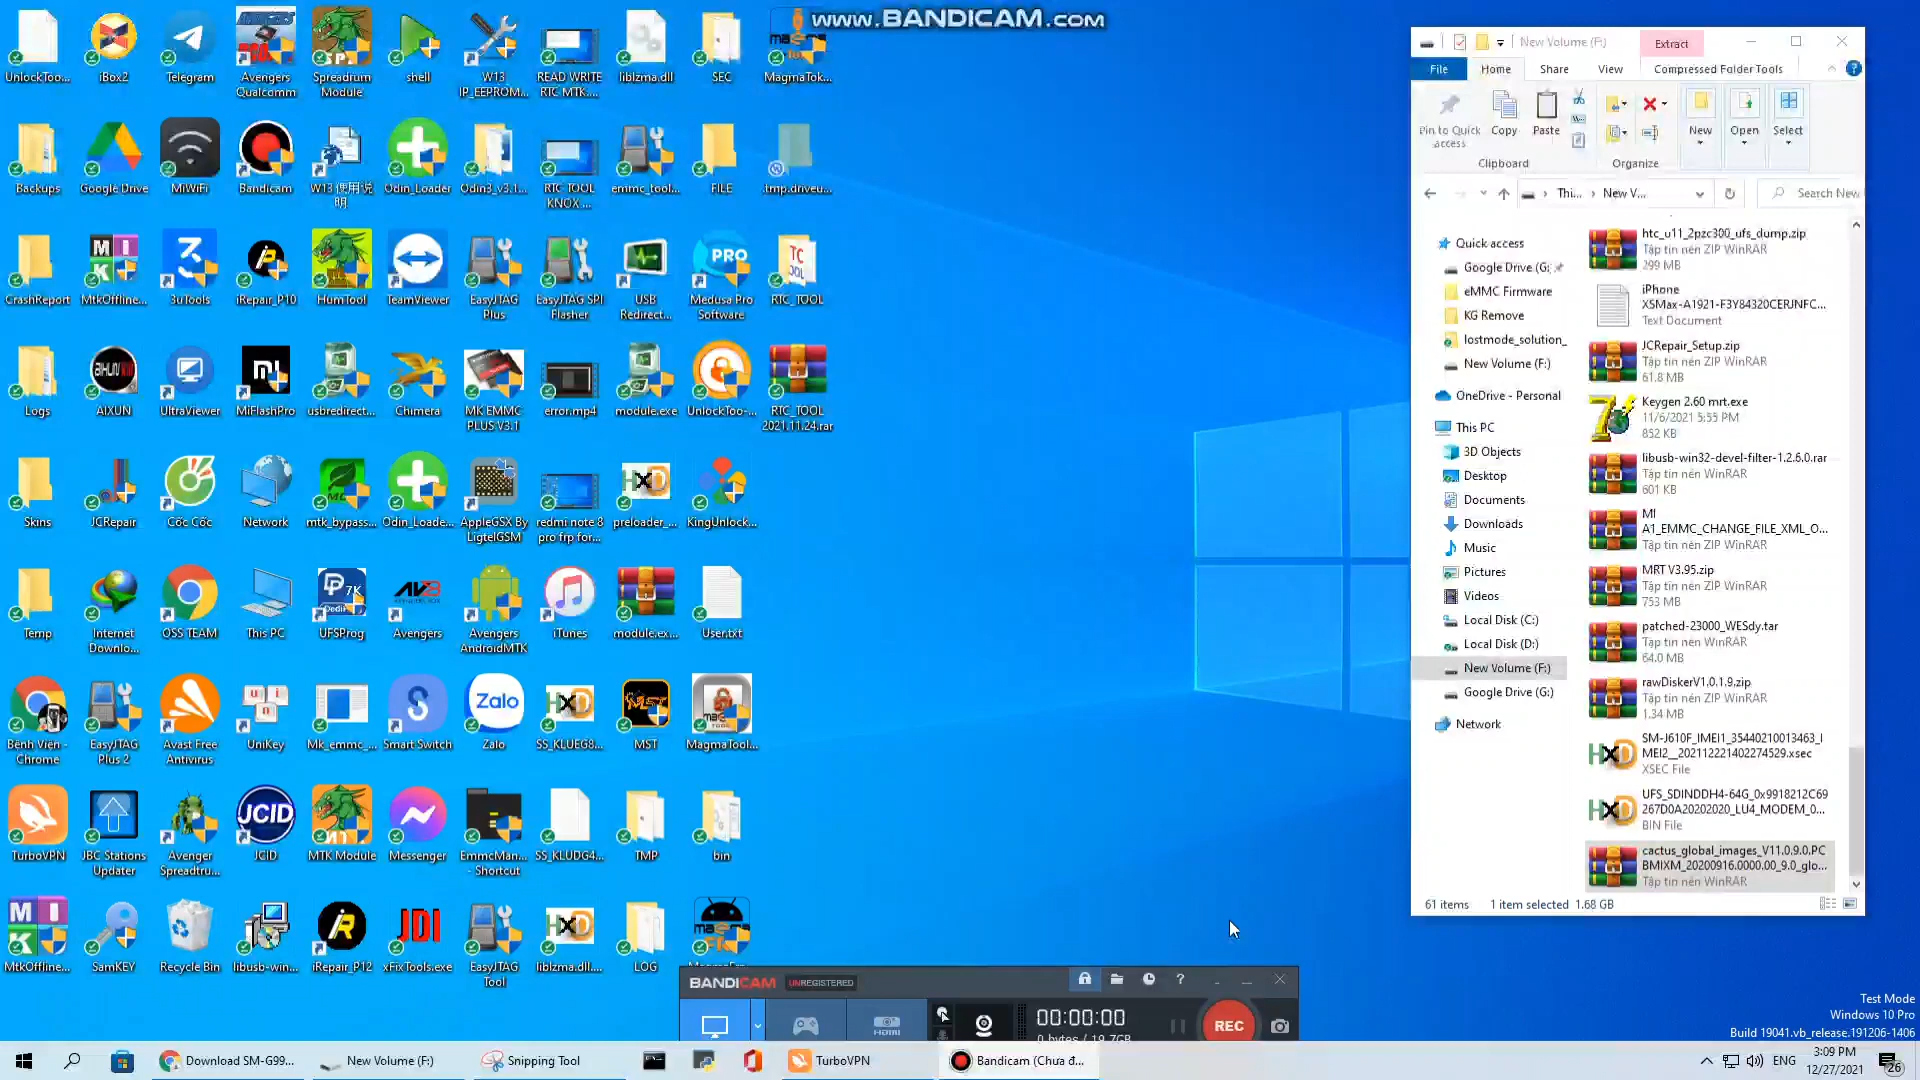 www.BANDICAM.com
UnlockToo...
iBox2
Telegram
Avengers
Qualcomm
Spreadrum
Module
shell
W13
IP_EEPROM...
READ WRITE
RTC MTK....
liblzma.dll
SEC
MagmaTok...
Backups
Google Drive
MiWiFi
Bandicam
W13 使用说
明
Odin_Loader
Odin3_v3.1...
RTC TOOL
KNOX ...
emmc_tool...
FILE
.tmp.driveu...
CrashReport
MtkOffline...
3uTools
iRepair_P10
HumTool
TeamViewer
EasyJTAG
Plus
EasyJTAG SPI
Flasher
USB
Redirect...
Medusa Pro
Software
RTC_TOOL
Logs
AIXUN
UltraViewer
MiFlashPro
usbredirect...
Chimera
MK EMMC
PLUS V3.1
error.mp4
module.exe
UnlockToo-...
RTC_TOOL
2021.11.24.rar
Skins
JCRepair
Cốc Cốc
Network
mtk_bypass...
Odin_Loade...
AppleGSX By
LigtelGSM
redmi note 8
pro frp for...
preloader_...
KingUnlock...
Temp
Internet
Downlo...
OSS TEAM
This PC
UFSProg
Avengers
Avengers
AndroidMTK
iTunes
module.ex...
User.txt
Bệnh Viện -
Chrome
EasyJTAG
Plus 2
Avast Free
Antivirus
UniKey
Mk_emmc_...
Smart Switch
Zalo
SS_KLUEG8...
MST
MagmaTool...
TurboVPN
JBC Stations
Updater
Avenger
Spreadtru...
JCID
MTK Module
Messenger
EmmcMan...
- Shortcut
SS_KLUDG4...
TMP
bin
MtkOffline...
SamKEY
Recycle Bin
libusb-win...
iRepair_P12
xFixTools.exe
EasyJTAG
Tool
liblzma.dll....
LOG
New Volume (F:)
Extract
File
Home
Share
View
Compressed Folder Tools
Pin to Quick
access
Copy
Paste
New
Open
Select
Clipboard
Organize
Thi...
New V...
Search New
Quick access
Google Drive (G:
eMMC Firmware
KG Remove
lostmode_solution_
New Volume (F:)
OneDrive - Personal
This PC
3D Objects
Desktop
Documents
Downloads
Music
Pictures
Videos
Local Disk (C:)
Local Disk (D:)
New Volume (F:)
Google Drive (G:)
Network
htc_u11_2pzc300_ufs_dump.zip
Tập tin nén ZIP WinRAR
299 MB
iPhone
XSMax-A1921-F3Y84320CERJNFC...
Text Document
JCRepair_Setup.zip
Tập tin nén ZIP WinRAR
61.8 MB
Keygen 2.60 mrt.exe
11/6/2021 5:55 PM
852 KB
libusb-win32-devel-filter-1.2.6.0.rar
Tập tin nén WinRAR
601 KB
MI
A1_EMMC_CHANGE_FILE_XML_O...
Tập tin nén ZIP WinRAR
MRT V3.95.zip
Tập tin nén ZIP WinRAR
753 MB
patched-23000_WESdy.tar
Tập tin nén WinRAR
64.0 MB
rawDiskerV1.0.1.9.zip
Tập tin nén ZIP WinRAR
1.34 MB
SM-J610F_IMEI1_35440210013463_I
MEI2__202112221402274529.xsec
XSEC File
UFS_SDINDDH4-64G_0x9918212C69
267D0A20202020_LU4_MODEM_0...
BIN File
cactus_global_images_V11.0.9.0.PC
BMIXM_20200916.0000.00_9.0_glo...
Tập tin nén WinRAR
61 items
1 item selected 1.68 GB
BANDICAM
UNREGISTERED
HDMI
00:00:00
0 bytes / 19.7GB
REC
Test Mode
Windows 10 Pro
Build 19041.vb_release.191206-1406
Download SM-G99...
New Volume (F:)
Snipping Tool
TurboVPN
Bandicam (Chưa đ...
ENG
3:09 PM
12/27/2021
26